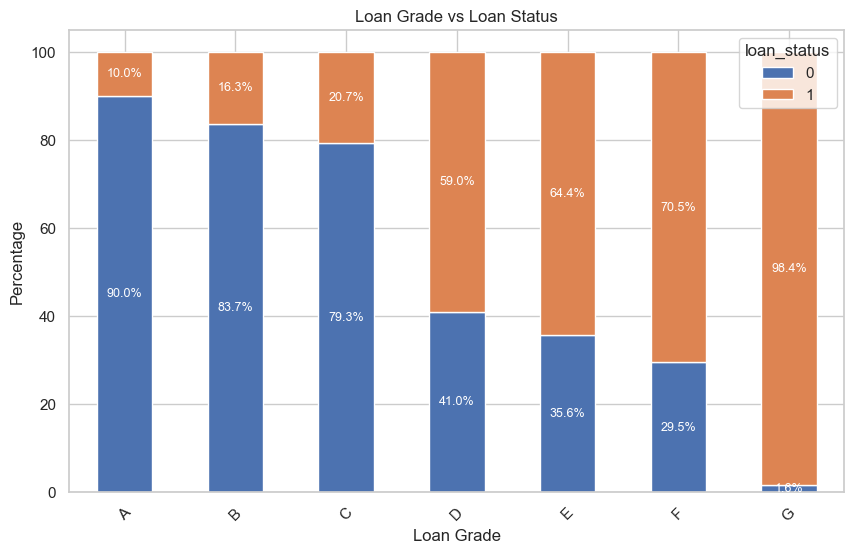 Loan Grade vs Loan Status
loan_status
0
1
Percentage
100
80
60
40
20
0
10.0%
16.3%
20.7%
59.0%
64.4%
70.5%
98.4%
90.0%
83.7%
79.3%
41.0%
35.6%
29.5%
1.6%
A
B
C
D
E
F
G
Loan Grade